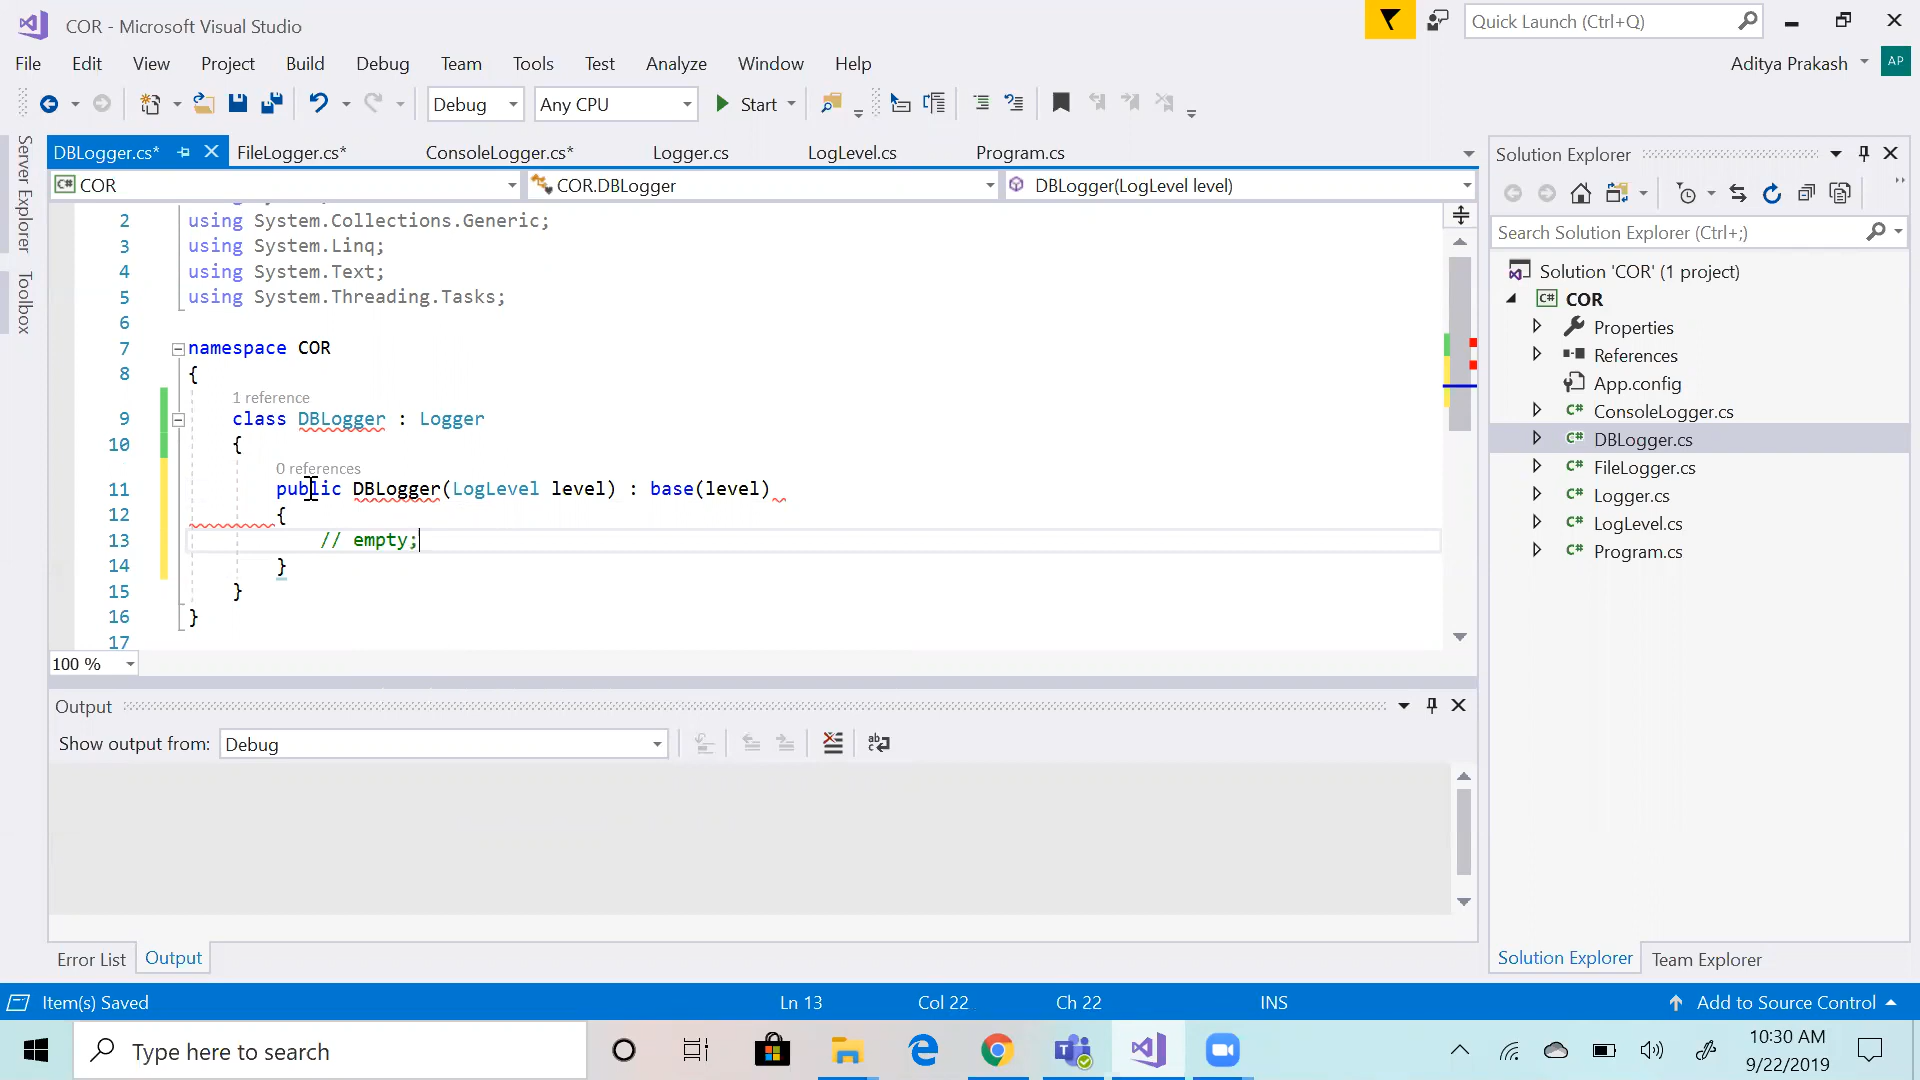 COR - Microsoft Visual Studio
Quick Launch (Ctrl+Q)
File Edit View Project Build Debug Team Tools Test Analyze Window Help
Aditya Prakash AP
Debug Any CPU Start
Server Explorer
Toolbox
DBLogger.cs* FileLogger.cs* ConsoleLogger.cs* Logger.cs LogLevel.cs Program.cs
C# COR COR.DBLogger DBLogger(LogLevel level)
2 using System.Collections.Generic;
3 using System.Linq;
4 using System.Text;
5 using System.Threading.Tasks;
6
7 namespace COR
8 {
1 reference
9 class DBLogger : Logger
10 {
0 references
11 public DBLogger(LogLevel level) : base(level)
12 {
13 // empty;
14 }
15 }
16 }
17
100 %
Output
Show output from: Debug
Error List Output
Solution Explorer
Search Solution Explorer (Ctrl+;)
Solution 'COR' (1 project)
C# COR
Properties
References
App.config
C# ConsoleLogger.cs
C# DBLogger.cs
C# FileLogger.cs
C# Logger.cs
C# LogLevel.cs
C# Program.cs
Solution Explorer Team Explorer
Item(s) Saved Ln 13 Col 22 Ch 22 INS Add to Source Control
Type here to search
10:30 AM
9/22/2019